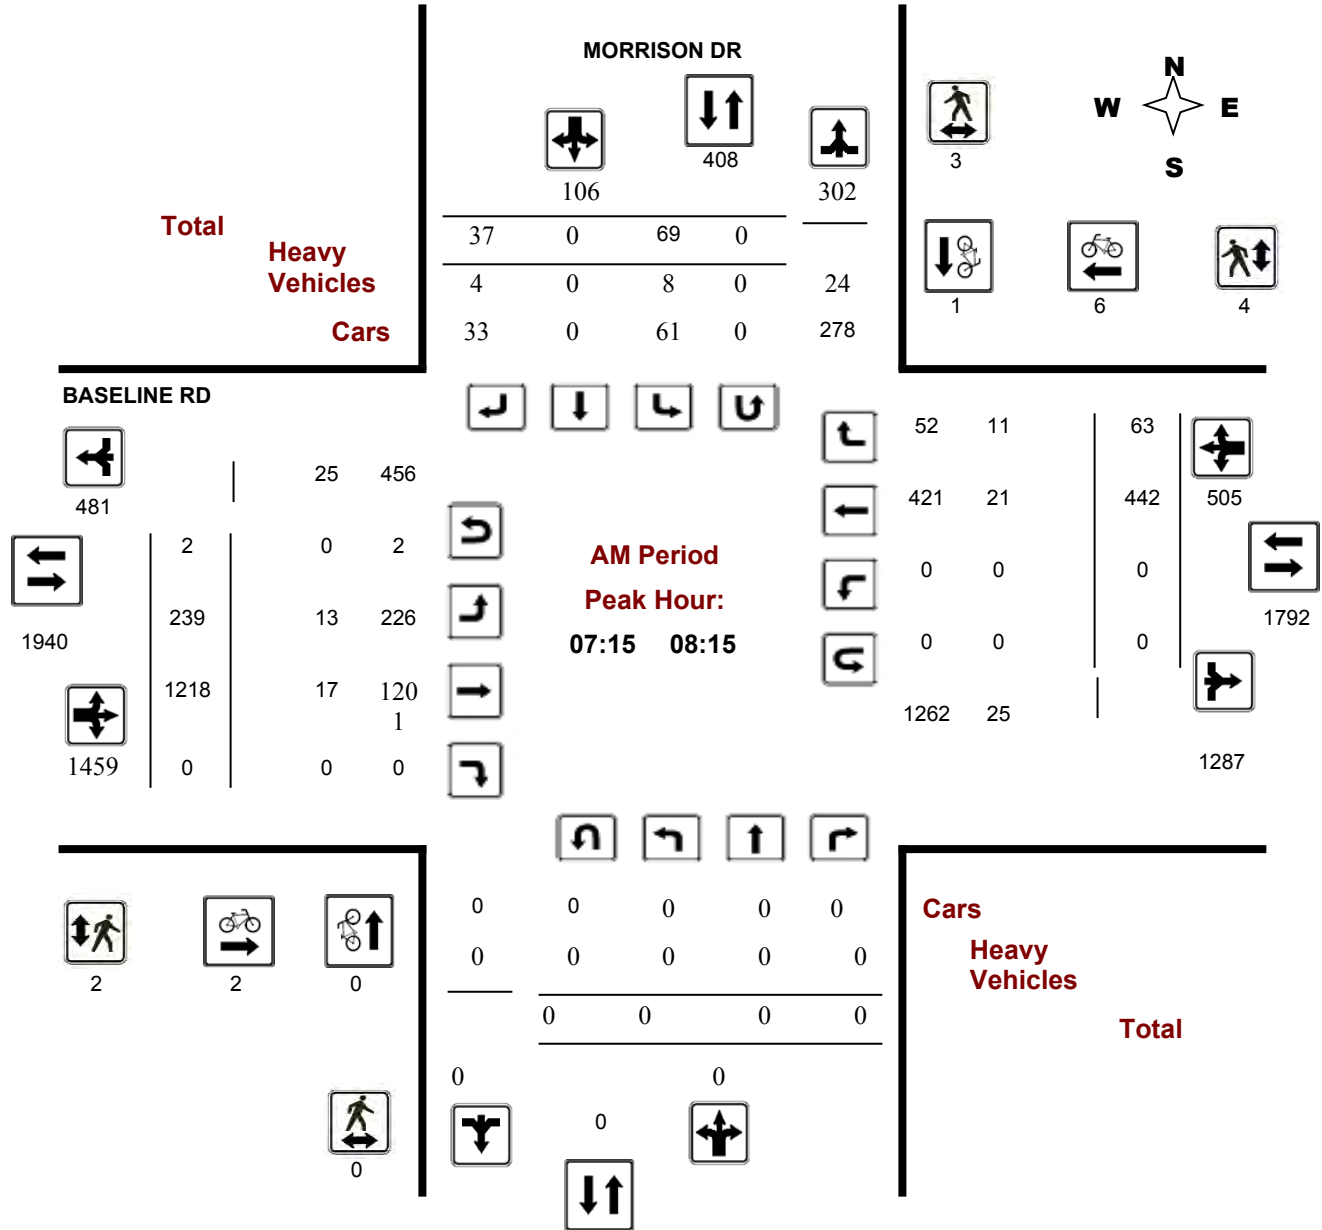 MORRISON DR
N
W E
S
408
3
106
302
Total
37 0 69 0
Heavy
Vehicles
4 0 8 0 24
1 6 4
Cars
33 0 61 0 278
BASELINE RD
52 11 63
25 456
481
421 21 442 505
2 0 2
AM Period
0 0 0
Peak Hour:
239 13 226
1940
07:15 08:15
0 0 0
1792
1218 17 120
1
1262 25
1459 0 0 0
1287
0 0 0 0 0
Cars
0 0 0 0 0
Heavy
Vehicles
2 2 0
0 0 0 0
Total
0 0
0
0